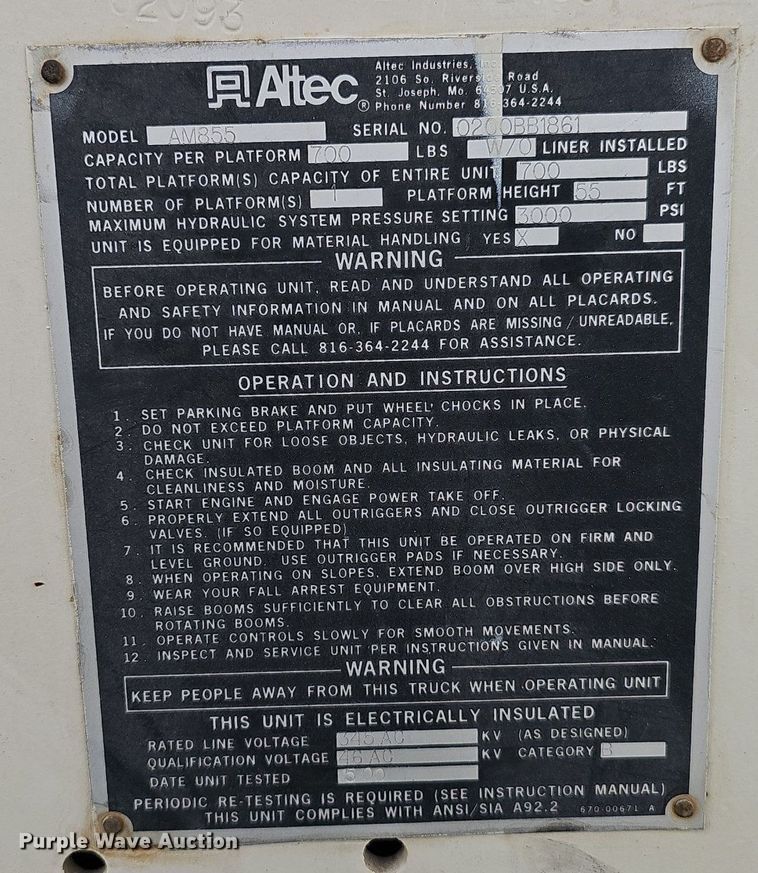 02093
Altec®
Altec Industries, Inc.
2106 So. Riverside Road
St. Joseph, Mo. 64507 U.S.A.
Phone Number 816-364-2244
MODEL AM855 SERIAL NO. 0200BB1861
CAPACITY PER PLATFORM 700 LBS W/O LINER INSTALLED
TOTAL PLATFORM(S) CAPACITY OF ENTIRE UNIT 700 LBS
NUMBER OF PLATFORM(S) 1 PLATFORM HEIGHT 55 FT
MAXIMUM HYDRAULIC SYSTEM PRESSURE SETTING 3000 PSI
UNIT IS EQUIPPED FOR MATERIAL HANDLING YES X NO
WARNING
BEFORE OPERATING UNIT, READ AND UNDERSTAND ALL OPERATING
AND SAFETY INFORMATION IN MANUAL AND ON ALL PLACARDS.
IF YOU DO NOT HAVE MANUAL OR, IF PLACARDS ARE MISSING/UNREADABLE,
PLEASE CALL 816-364-2244 FOR ASSISTANCE.
OPERATION AND INSTRUCTIONS
1. SET PARKING BRAKE AND PUT WHEEL CHOCKS IN PLACE.
2. DO NOT EXCEED PLATFORM CAPACITY.
3. CHECK UNIT FOR LOOSE OBJECTS, HYDRAULIC LEAKS, OR PHYSICAL
DAMAGE.
4. CHECK INSULATED BOOM AND ALL INSULATING MATERIAL FOR
CLEANLINESS AND MOISTURE.
5. START ENGINE AND ENGAGE POWER TAKE OFF.
6. PROPERLY EXTEND ALL OUTRIGGERS AND CLOSE OUTRIGGER LOCKING
VALVES. (IF SO EQUIPPED)
7. IT IS RECOMMENDED THAT THIS UNIT BE OPERATED ON FIRM AND
LEVEL GROUND. USE OUTRIGGER PADS IF NECESSARY.
8. WHEN OPERATING ON SLOPES, EXTEND BOOM OVER HIGH SIDE ONLY.
9. WEAR YOUR FALL ARREST EQUIPMENT.
10. RAISE BOOMS SUFFICIENTLY TO CLEAR ALL OBSTRUCTIONS BEFORE
ROTATING BOOMS.
11. OPERATE CONTROLS SLOWLY FOR SMOOTH MOVEMENTS.
12. INSPECT AND SERVICE UNIT PER INSTRUCTIONS GIVEN IN MANUAL.
WARNING
KEEP PEOPLE AWAY FROM THIS TRUCK WHEN OPERATING UNIT
THIS UNIT IS ELECTRICALLY INSULATED
RATED LINE VOLTAGE 345 AC KV (AS DESIGNED)
QUALIFICATION VOLTAGE 46 AC KV CATEGORY B
DATE UNIT TESTED
PERIODIC RE-TESTING IS REQUIRED (SEE INSTRUCTION MANUAL)
THIS UNIT COMPLIES WITH ANSI/SIA A92.2 670-00671 A
Purple Wave Auction